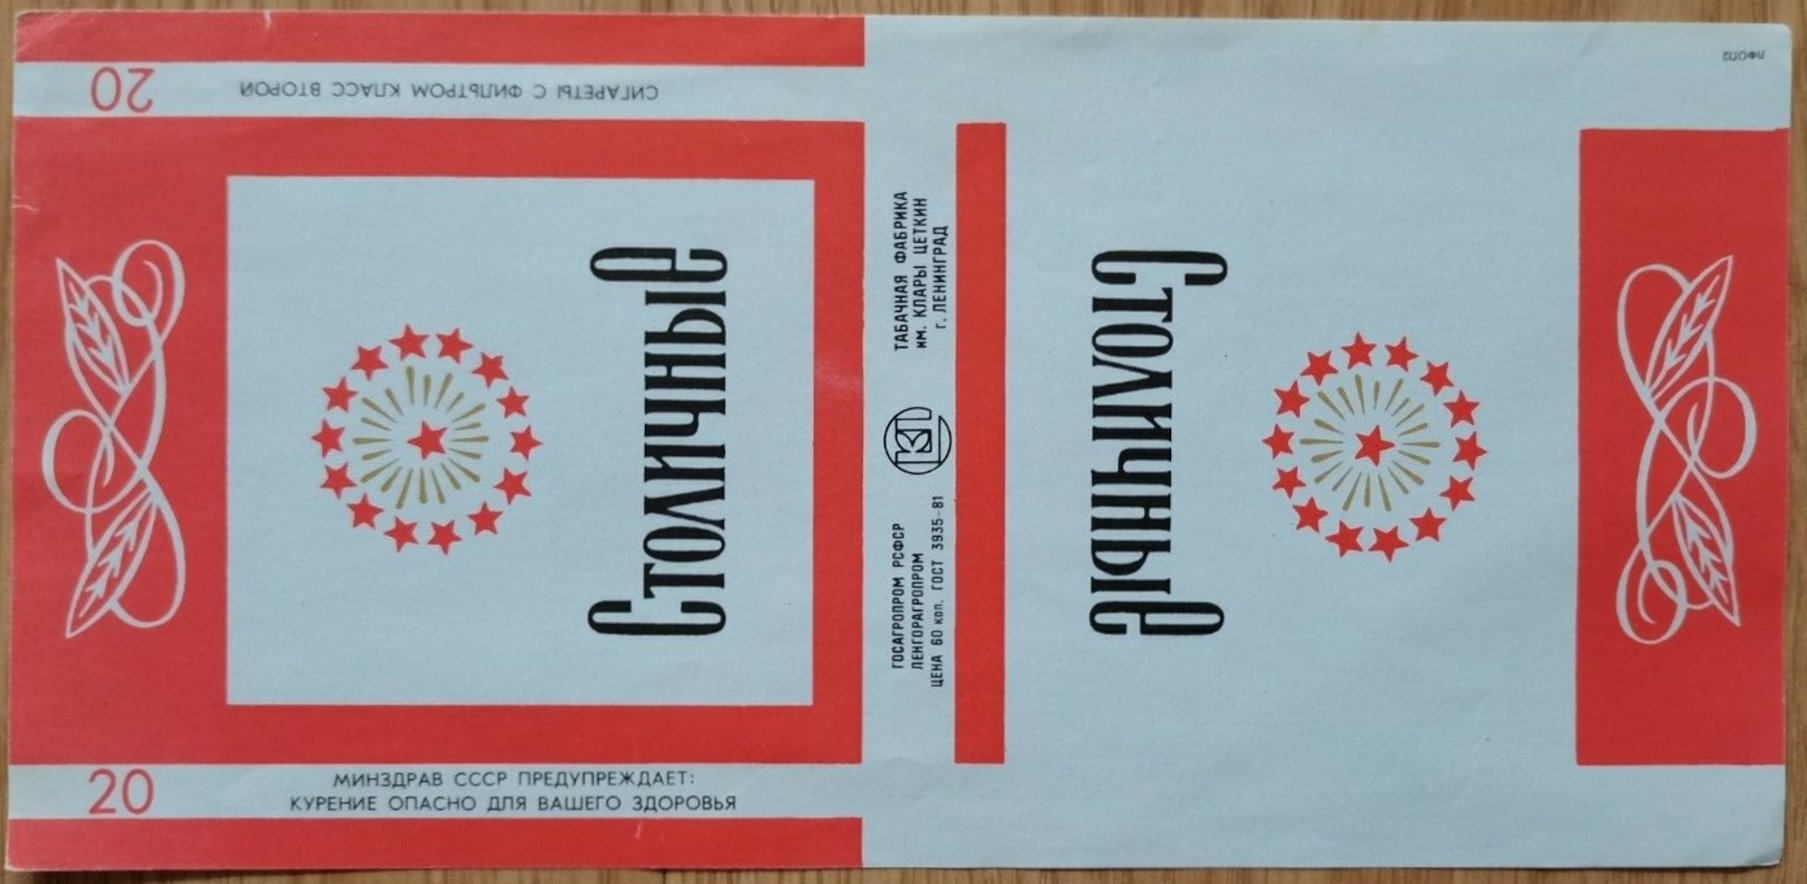 20
СИГАРЕТЫ С ФИЛЬТРОМ КЛАСС ВТОРОЙ
Столичные
20
МИНЗДРАВ СССР ПРЕДУПРЕЖДАЕТ:
КУРЕНИЕ ОПАСНО ДЛЯ ВАШЕГО ЗДОРОВЬЯ
ТАБАЧНАЯ ФАБРИКА
им. КЛАРЫ ЦЕТКИН
г. ЛЕНИНГРАД
ГОСАГРОПРОМ РСФСР
ЛЕНГОРАГРОПРОМ
ЦЕНА 60 коп. ГОСТ 3935-81
Столичные